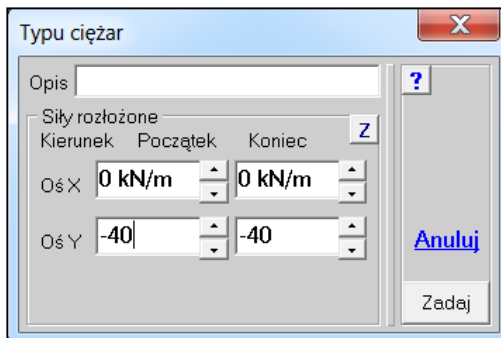 Typu ciężar
X
Opis
?
Siły rozłożone
Z
Kierunek Początek Koniec
Oś X 0 kN/m 0 kN/m
Oś Y -40 -40
Anuluj
Zadaj